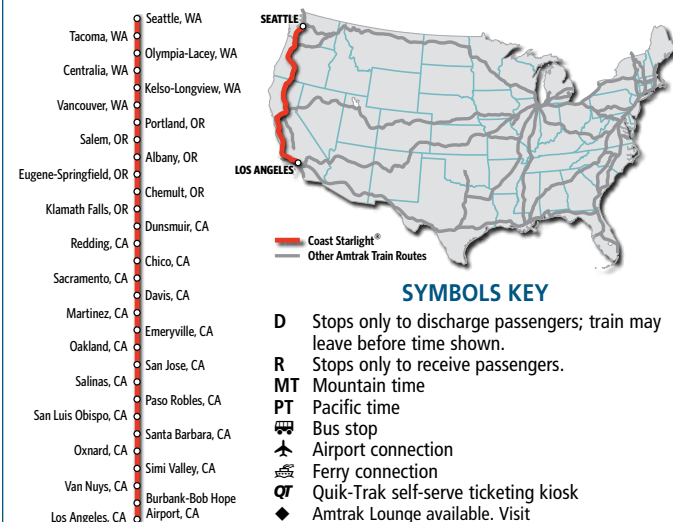 Seattle, WA
Tacoma, WA
Olympia-Lacey, WA
Centralia, WA
Kelso-Longview, WA
Vancouver, WA
Portland, OR
Salem, OR
Albany, OR
Eugene-Springfield, OR
Chemult, OR
Klamath Falls, OR
Dunsmuir, CA
Redding, CA
Chico, CA
Sacramento, CA
Davis, CA
Martinez, CA
Emeryville, CA
Oakland, CA
San Jose, CA
Salinas, CA
Paso Robles, CA
San Luis Obispo, CA
Santa Barbara, CA
Oxnard, CA
Simi Valley, CA
Van Nuys, CA
Burbank-Bob Hope
Airport, CA
Los Angeles, CA
SEATTLE
LOS ANGELES
Coast Starlight®
Other Amtrak Train Routes
SYMBOLS KEY
D Stops only to discharge passengers; train may
leave before time shown.
R Stops only to receive passengers.
MT Mountain time
PT Pacific time
Bus stop
Airport connection
Ferry connection
QT Quik-Trak self-serve ticketing kiosk
◆ Amtrak Lounge available. Visit